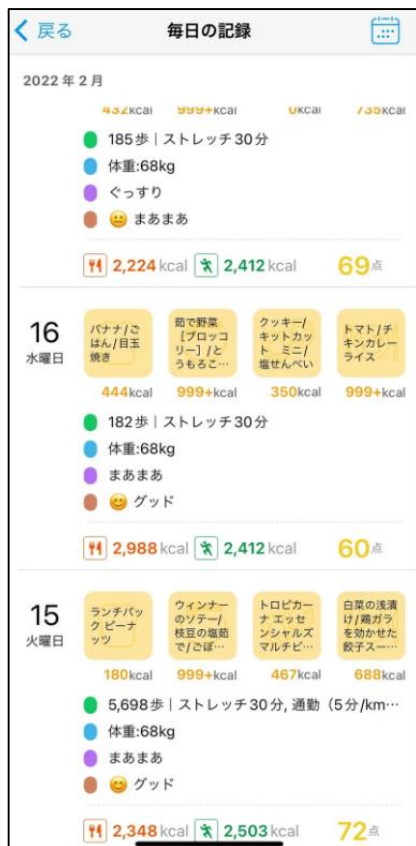 戻る
毎日の記録
2022 年 2 月
432kcal 999+kcal 0kcal 735kcal
185歩 | ストレッチ30分
体重:68kg
ぐっすり
😐 まあまあ
2,224 kcal 2,412 kcal 69点
16
水曜日
バナナ/ご
はん/目玉
焼き
茹で野菜
[ブロッコ
リー]/と
うもろこ…
クッキー/
キットカッ
ト ミニ/
塩せんべい
トマト/チ
キンカレー
ライス
444kcal 999+kcal 350kcal 999+kcal
182歩 | ストレッチ30分
体重:68kg
まあまあ
😊 グッド
2,988 kcal 2,412 kcal 60点
15
火曜日
ランチパッ
ク ピーナ
ッツ
ウィンナー
のソテー/
枝豆の塩茹
で/ごぼ…
トロピカー
ナ エッセ
ンシャルズ
マルチビ…
白菜の浅漬
け/鶏ガラ
を効かせた
餃子スー…
180kcal 999+kcal 467kcal 688kcal
5,698歩 | ストレッチ30分, 通勤（5分/km…
体重:68kg
まあまあ
😊 グッド
2,348 kcal 2,503 kcal 72点